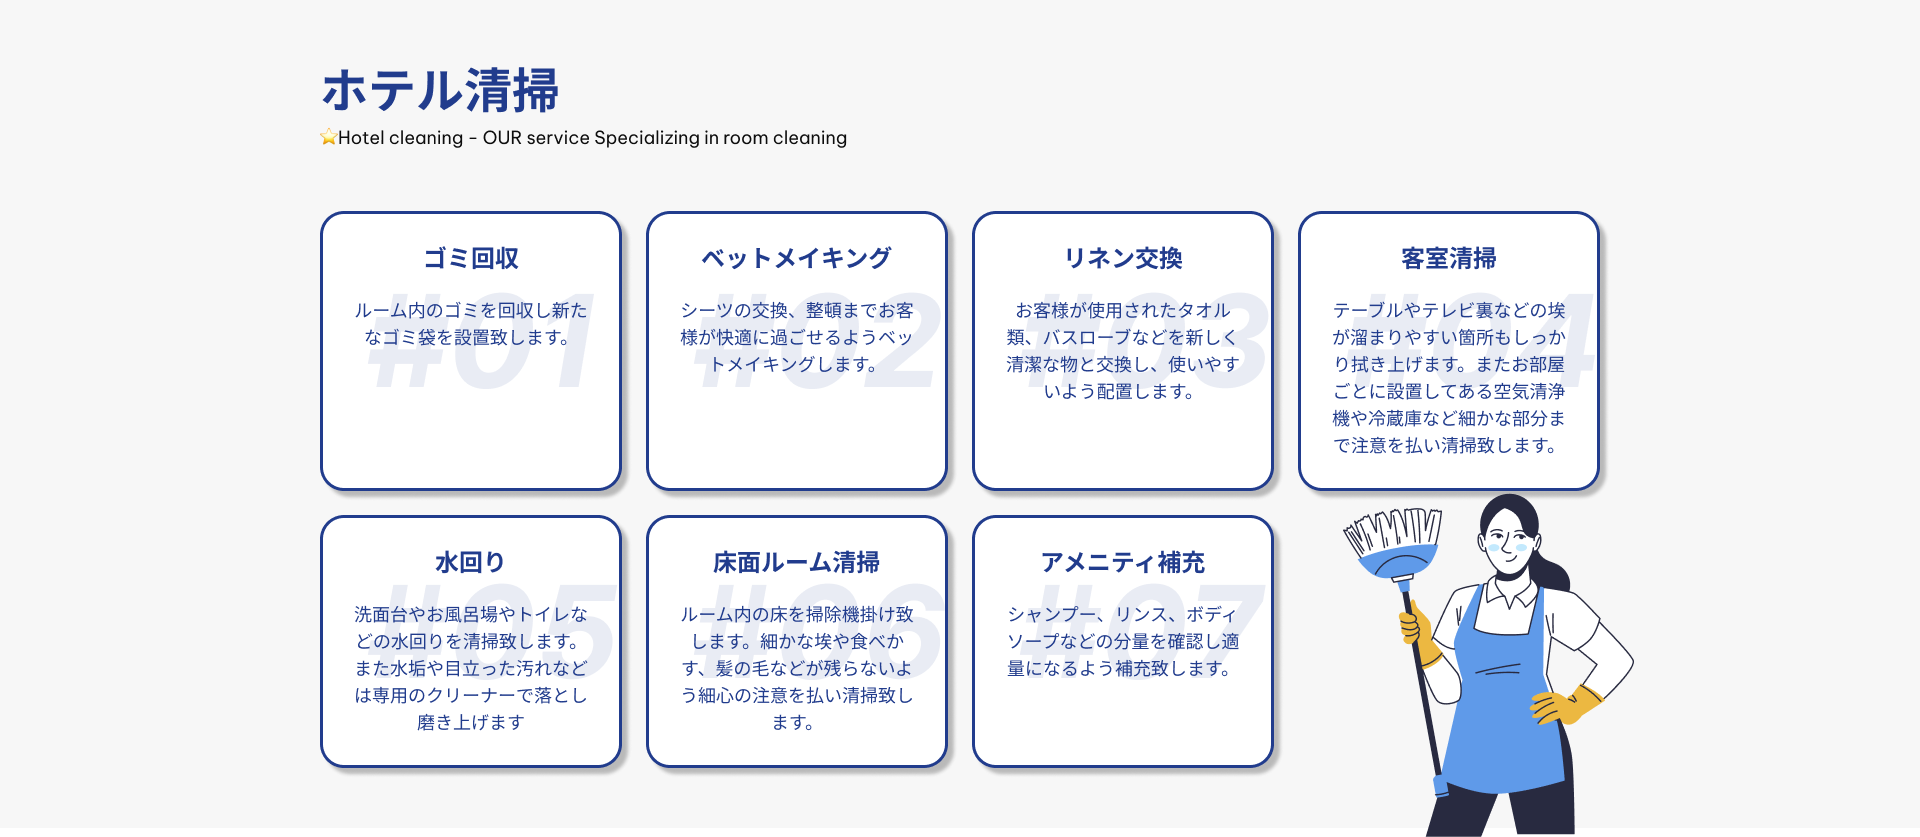 ホテル清掃
⭐Hotel cleaning - OUR service Specializing in room cleaning
ゴミ回収
#01
ルーム内のゴミを回収し新た
なゴミ袋を設置致します。
ベットメイキング
#02
シーツの交換、整頓までお客
様が快適に過ごせるようベッ
トメイキングします。
リネン交換
#03
お客様が使用されたタオル
類、バスローブなどを新しく
清潔な物と交換し、使いやす
いよう配置します。
客室清掃
#04
テーブルやテレビ裏などの埃
が溜まりやすい箇所もしっか
り拭き上げます。またお部屋
ごとに設置してある空気清浄
機や冷蔵庫など細かな部分ま
で注意を払い清掃致します。
水回り
#05
洗面台やお風呂場やトイレな
どの水回りを清掃致します。
また水垢や目立った汚れなど
は専用のクリーナーで落とし
磨き上げます
床面ルーム清掃
#06
ルーム内の床を掃除機掛け致
します。細かな埃や食べか
す、髪の毛などが残らないよ
う細心の注意を払い清掃致し
ます。
アメニティ補充
#07
シャンプー、リンス、ボディ
ソープなどの分量を確認し適
量になるよう補充致します。